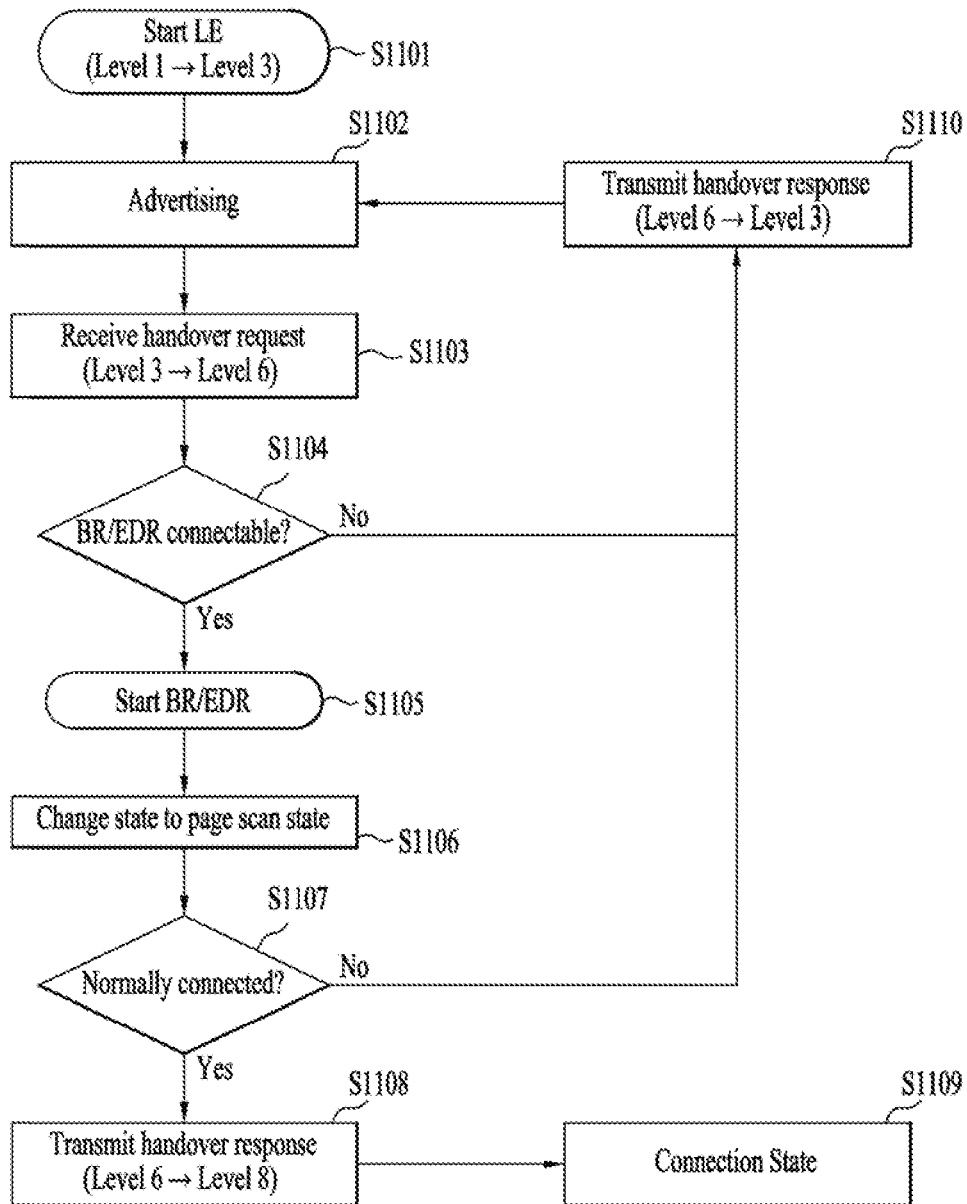 Start LE
(Level 1 → Level 3)
S1101
S1102
Advertising
S1110
Transmit handover response
(Level 6 → Level 3)
Receive handover request
(Level 3 → Level 6)
S1103
S1104
BR/EDR connectable?
No
Yes
Start BR/EDR
S1105
Change state to page scan state
S1106
S1107
Normally connected?
No
Yes
S1108
Transmit handover response
(Level 6 → Level 8)
S1109
Connection State